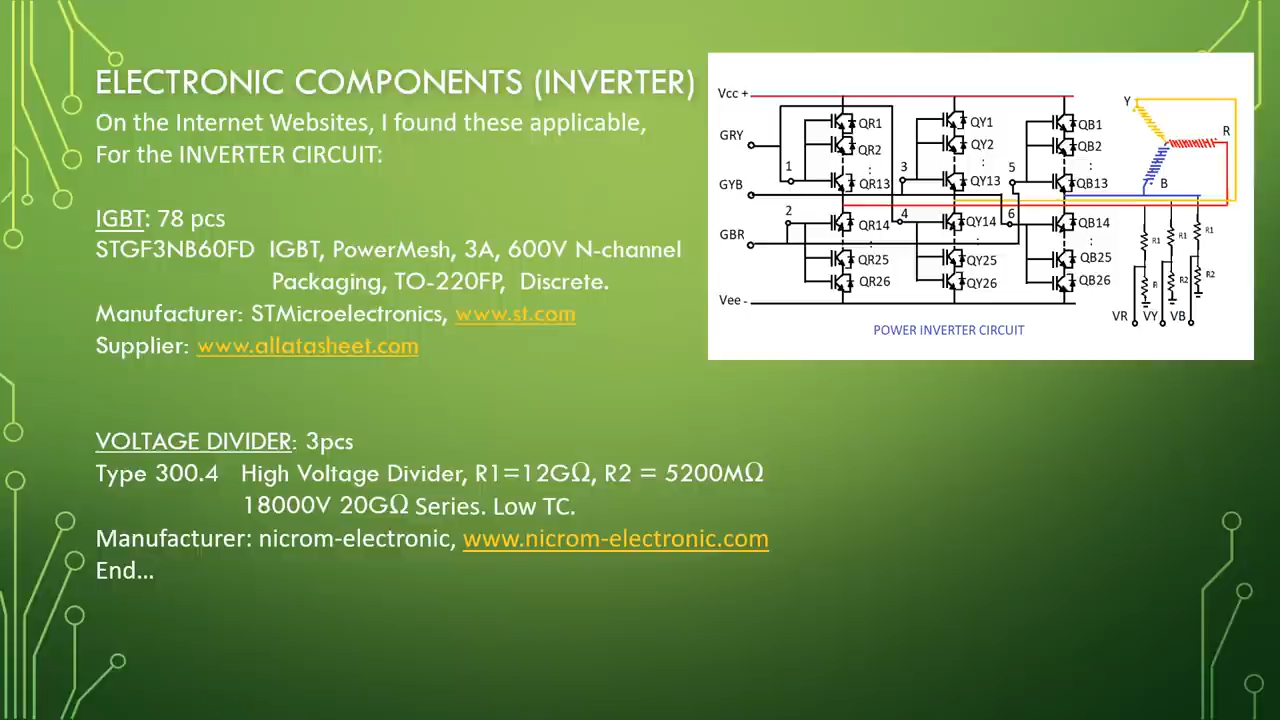 ELECTRONIC COMPONENTS (INVERTER)
On the Internet Websites, I found these applicable,
For the INVERTER CIRCUIT:
IGBT: 78 pcs
STGF3NB60FD IGBT, PowerMesh, 3A, 600V N-channel
Packaging, TO-220FP, Discrete.
Manufacturer: STMicroelectronics, www.st.com
Supplier: www.allatasheet.com
VOLTAGE DIVIDER: 3pcs
Type 300.4 High Voltage Divider, R1=12GΩ, R2 = 5200MΩ
18000V 20GΩ Series. Low TC.
Manufacturer: nicrom-electronic, www.nicrom-electronic.com
End...
Vcc +
GRY
GYB
GBR
Vee -
1
2
3
4
5
6
QR1
QR2
:
QR13
QR14
:
QR25
QR26
QY1
QY2
:
QY13
QY14
:
QY25
QY26
QB1
QB2
:
QB13
QB14
:
QB25
QB26
Y
R
B
R1
R1
R1
R
R2
R2
VR
VY
VB
POWER INVERTER CIRCUIT